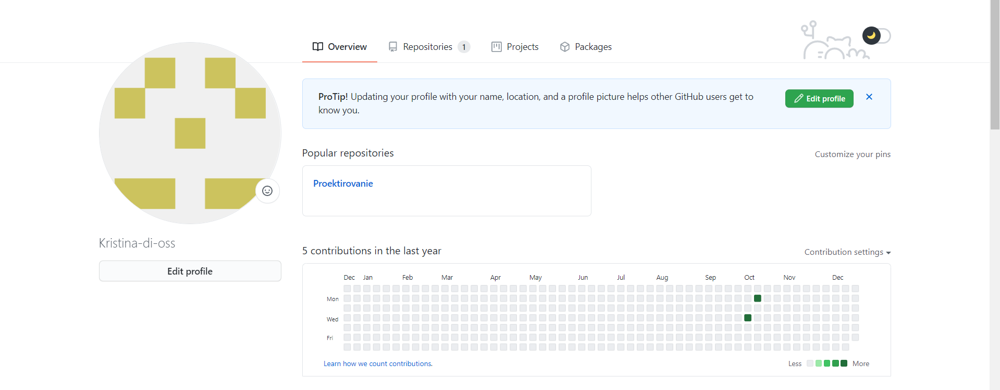 Overview
Repositories 1
Projects
Packages
ProTip! Updating your profile with your name, location, and a profile picture helps other GitHub users get to
know you.
Edit profile
Popular repositories
Customize your pins
Proektirovanie
Kristina-di-oss
Edit profile
5 contributions in the last year
Contribution settings
Dec Jan Feb Mar Apr May Jun Jul Aug Sep Oct Nov Dec
Mon
Wed
Fri
Learn how we count contributions.
Less More